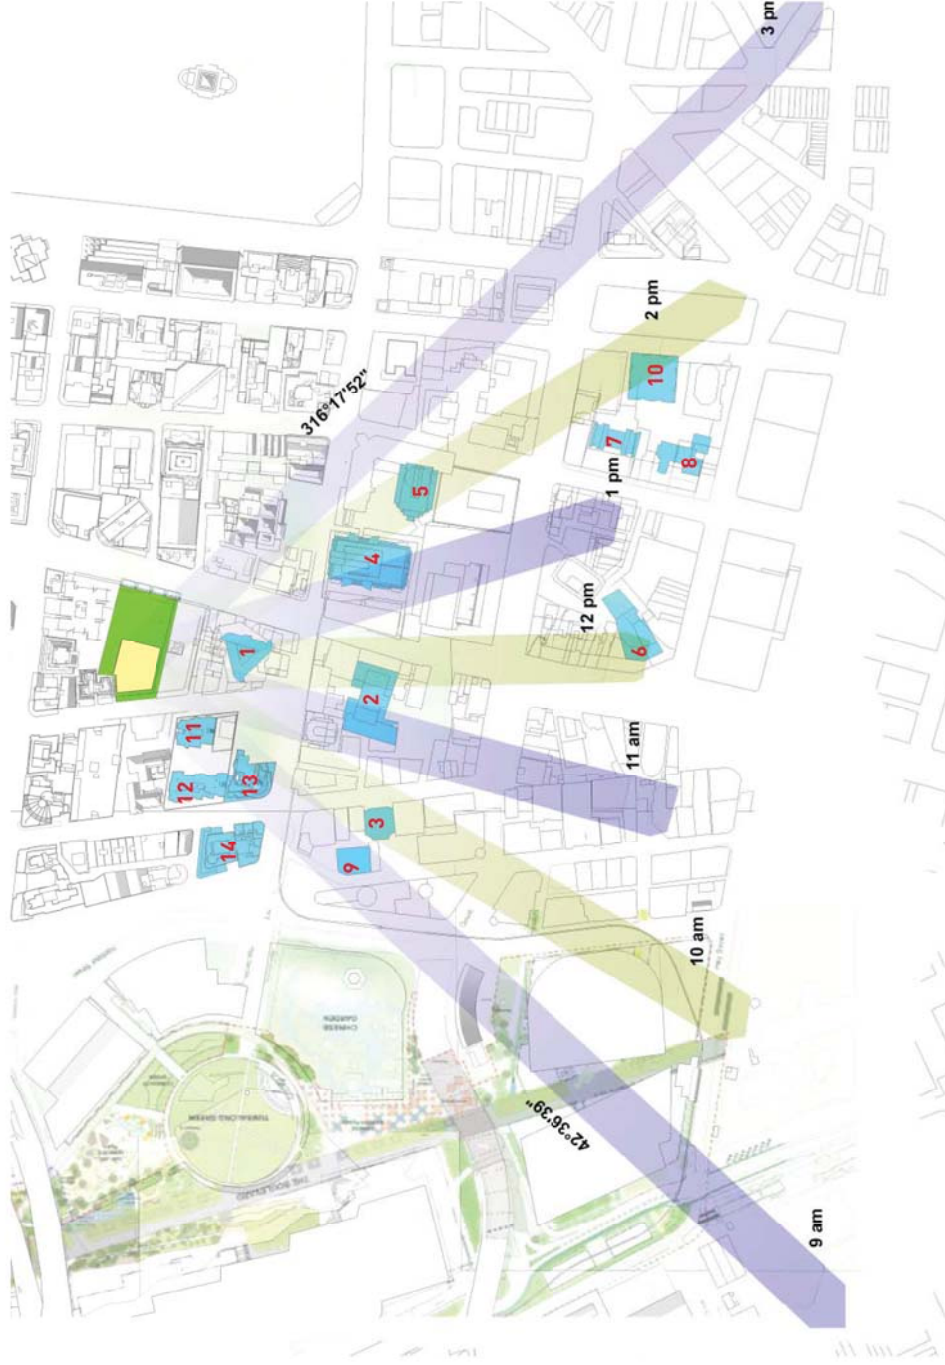 3 pm
2 pm
316°17'52"
10
7
8
1 pm
5
4
12 pm
6
1
2
11 am
11
12
13
3
14
9
10 am
CHINESE
GARDEN
TUMBALONG GREEN
THE BOULEVARD
42°36'39"
9 am